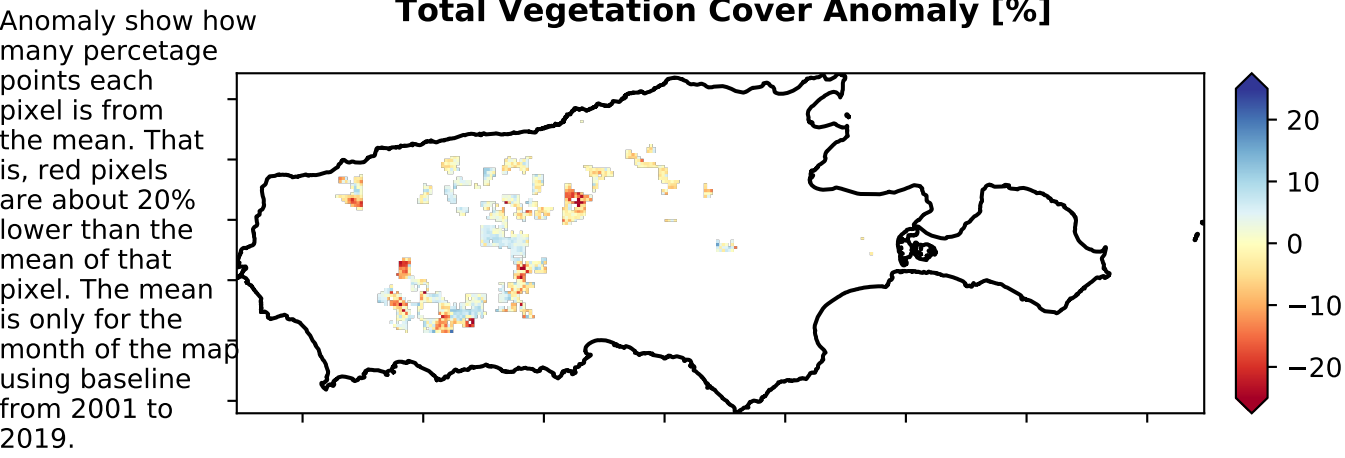 Total Vegetation Cover Anomaly [%]
Anomaly show how
many percetage
points each
pixel is from
the mean. That
is, red pixels
are about 20%
lower than the
mean of that
pixel. The mean
is only for the
month of the map
using baseline
from 2001 to
2019.
20
10
0
−10
−20